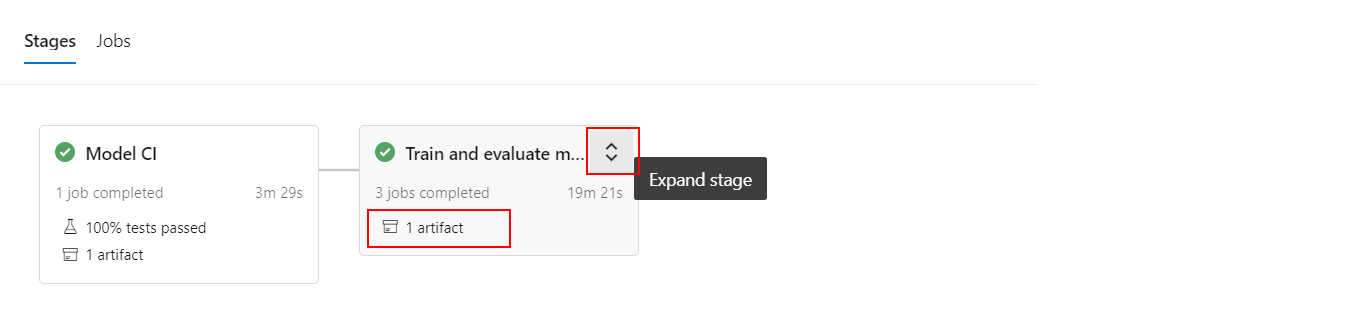 Stages Jobs
Model CI
1 job completed 3m 29s
100% tests passed
1 artifact
Train and evaluate m...
Expand stage
3 jobs completed 19m 21s
1 artifact